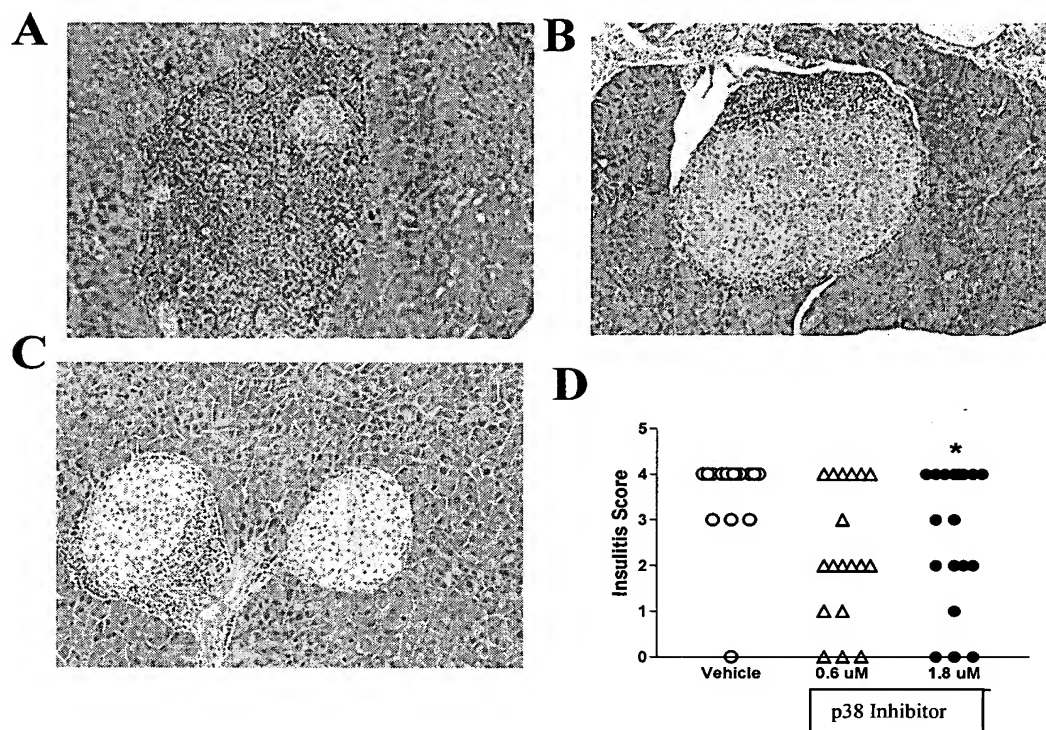 A
B
C
D
5
*
4
3
2
1
0
Insulitis Score
Vehicle
0.6 uM
1.8 uM
p38 Inhibitor